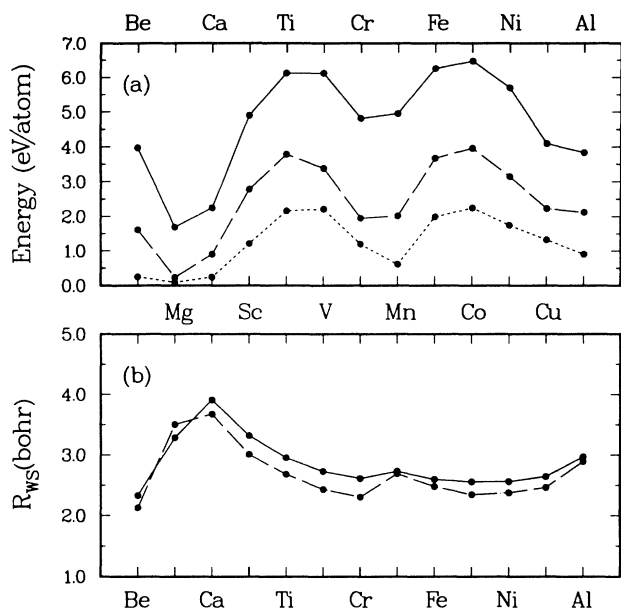 Be Ca Ti Cr Fe Ni Al
7.0
(a)
6.0
5.0
4.0
3.0
2.0
1.0
0.0
Energy (eV/atom)
Mg Sc V Mn Co Cu
5.0
(b)
4.0
3.0
2.0
1.0
RWS(bohr)
Be Ca Ti Cr Fe Ni Al